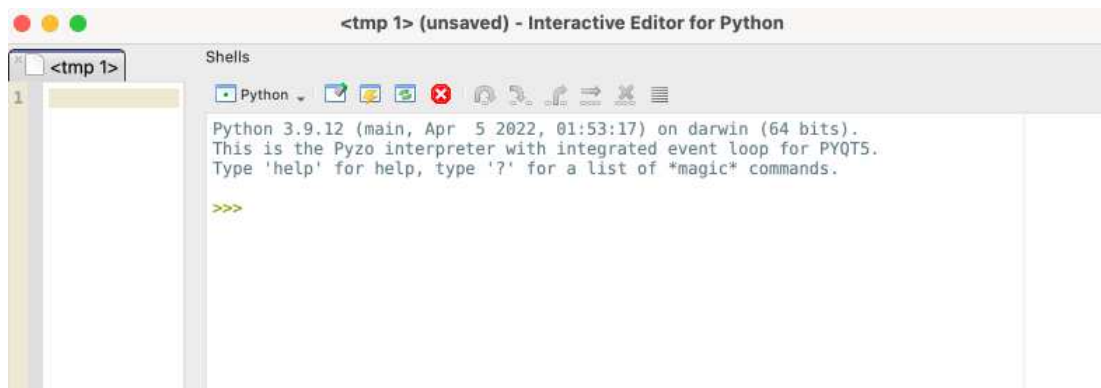 <tmp 1> (unsaved) - Interactive Editor for Python
<tmp 1>
Shells
1
Python
Python 3.9.12 (main, Apr  5 2022, 01:53:17) on darwin (64 bits).
This is the Pyzo interpreter with integrated event loop for PYQT5.
Type 'help' for help, type '?' for a list of *magic* commands.
>>>